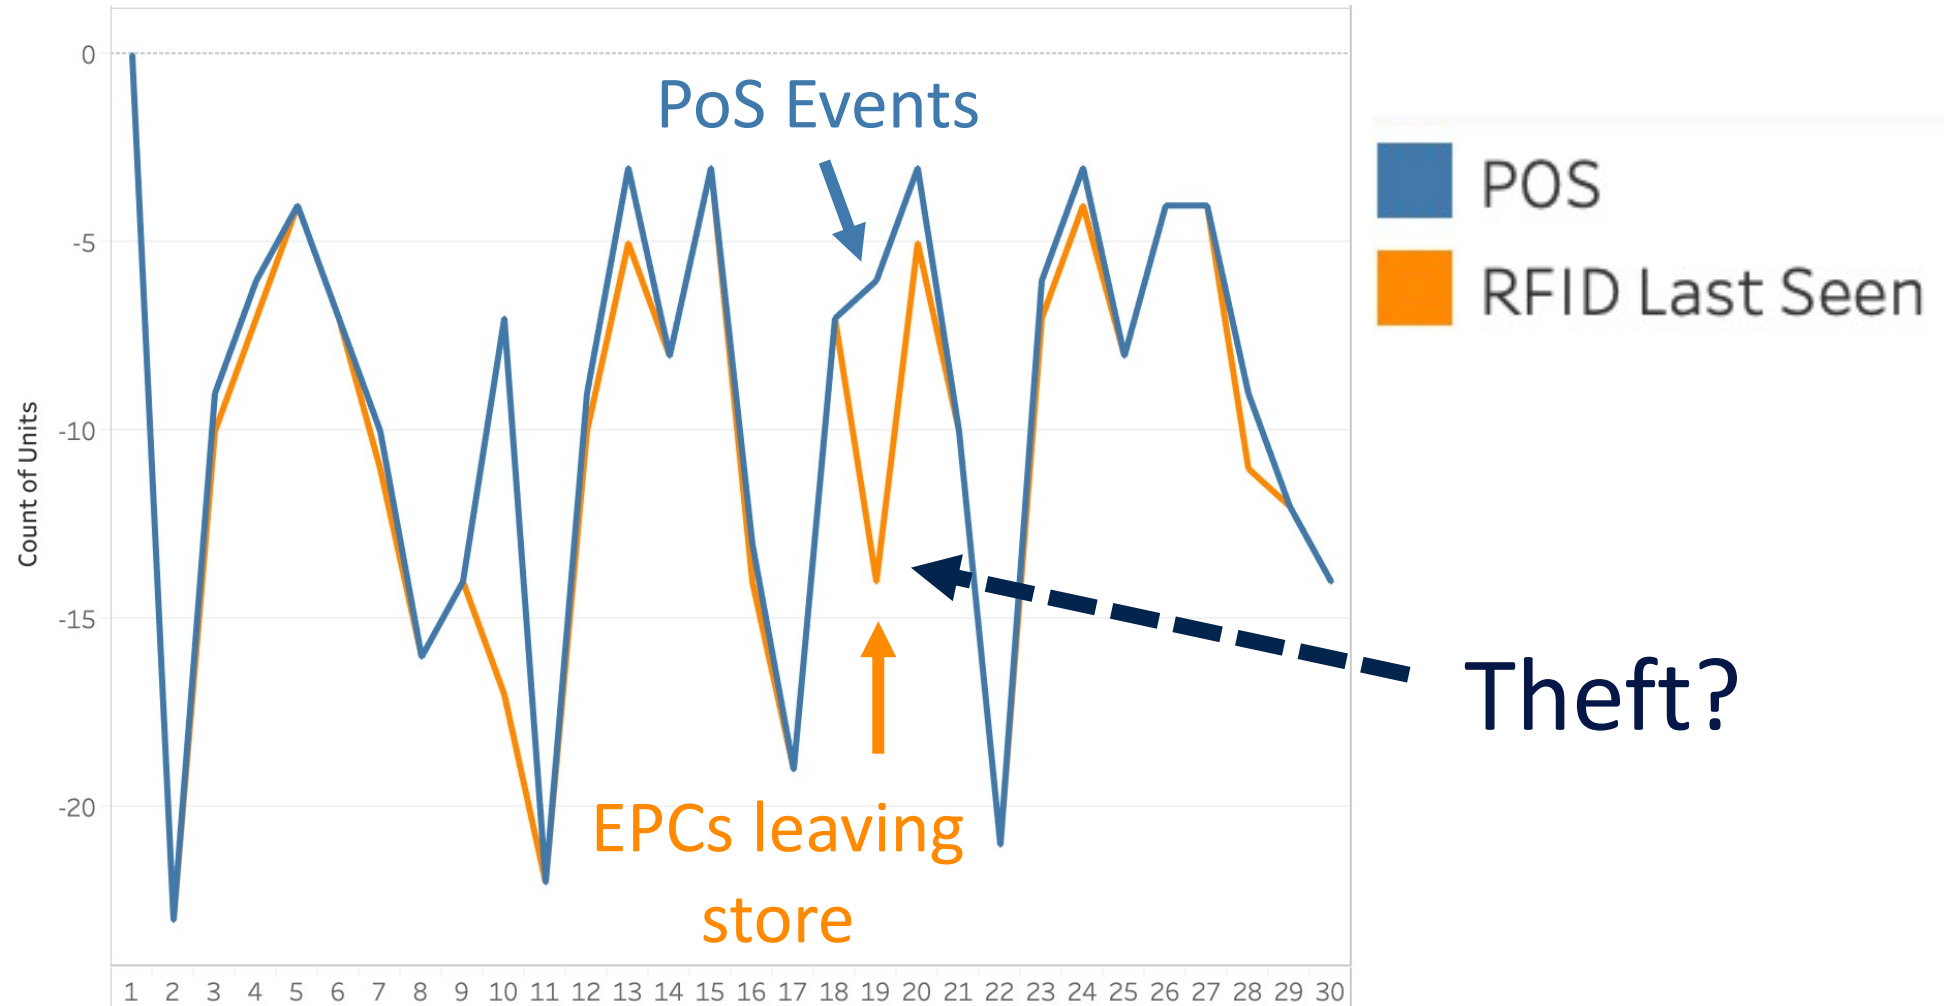 0
PoS Events
POS
-5
RFID Last Seen
-10
Count of Units
-15
Theft?
-20
EPCs leaving
store
1 2 3 4 5 6 7 8 9 10 11 12 13 14 15 16 17 18 19 20 21 22 23 24 25 26 27 28 29 30